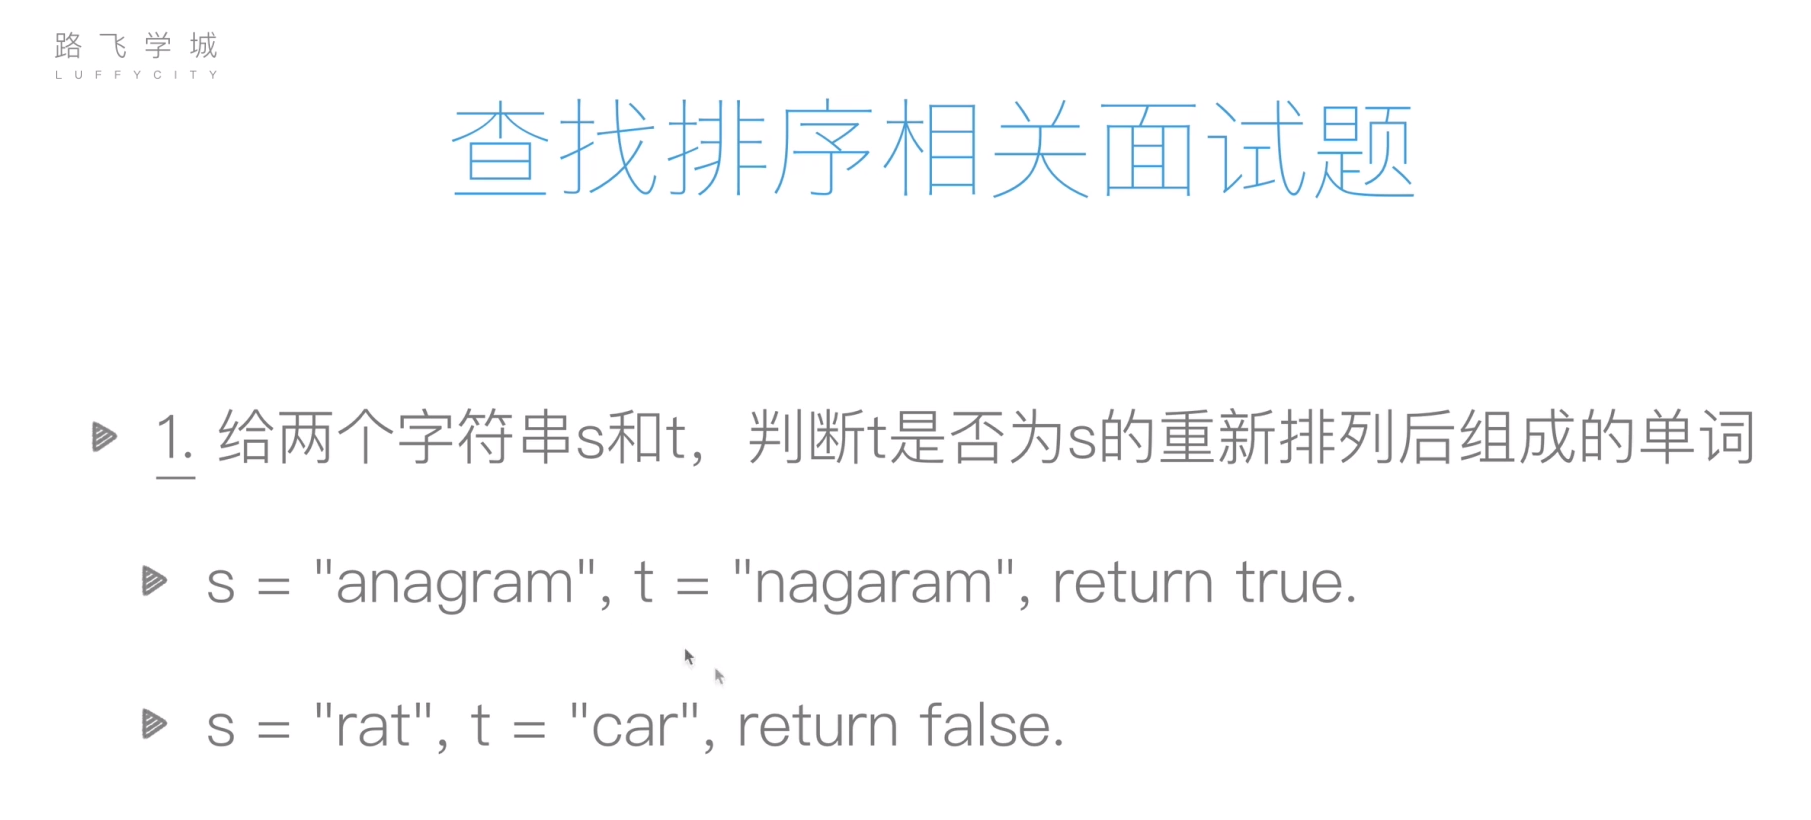 路飞学城
LUFFYCITY
查找排序相关面试题
1. 给两个字符串s和t，判断t是否为s的重新排列后组成的单词
s = "anagram", t = "nagaram", return true.
s = "rat", t = "car", return false.